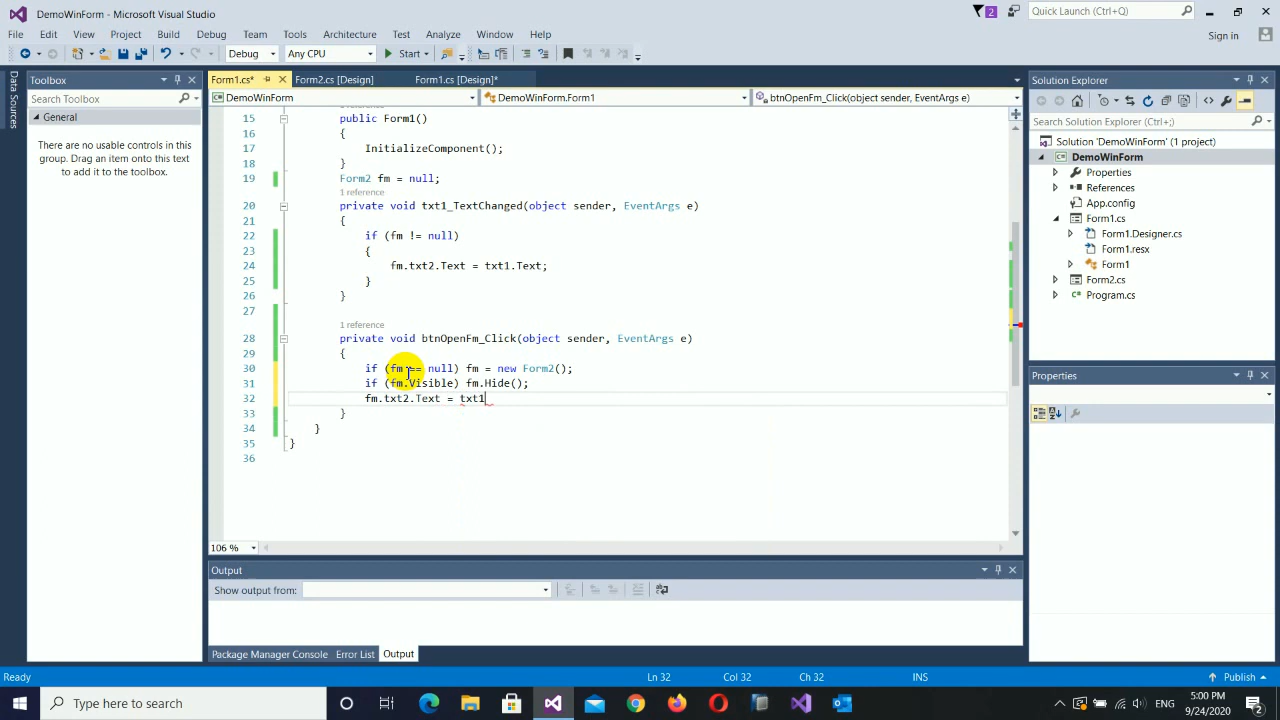 DemoWinForm - Microsoft Visual Studio
2
Quick Launch (Ctrl+Q)
File Edit View Project Build Debug Team Tools Architecture Test Analyze Window Help
Sign in
Debug Any CPU Start
Data Sources
Toolbox
Search Toolbox
General
There are no usable controls in this
group. Drag an item onto this text
to add it to the toolbox.
Form1.cs* Form2.cs [Design] Form1.cs [Design]*
DemoWinForm DemoWinForm.Form1 btnOpenFm_Click(object sender, EventArgs e)
15 public Form1()
16 {
17 InitializeComponent();
18 }
19 Form2 fm = null;
1 reference
20 private void txt1_TextChanged(object sender, EventArgs e)
21 {
22 if (fm != null)
23 {
24 fm.txt2.Text = txt1.Text;
25 }
26 }
27
1 reference
28 private void btnOpenFm_Click(object sender, EventArgs e)
29 {
30 if (fm == null) fm = new Form2();
31 if (fm.Visible) fm.Hide();
32 fm.txt2.Text = txt1
33 }
34 }
35 }
36
106 %
Output
Show output from:
Package Manager Console Error List Output
Solution Explorer
Search Solution Explorer (Ctrl+;)
Solution 'DemoWinForm' (1 project)
DemoWinForm
Properties
References
App.config
Form1.cs
Form1.Designer.cs
Form1.resx
Form1
Form2.cs
Program.cs
Properties
Ready Ln 32 Col 32 Ch 32 INS Publish
Type here to search
ENG
5:00 PM
9/24/2020
2